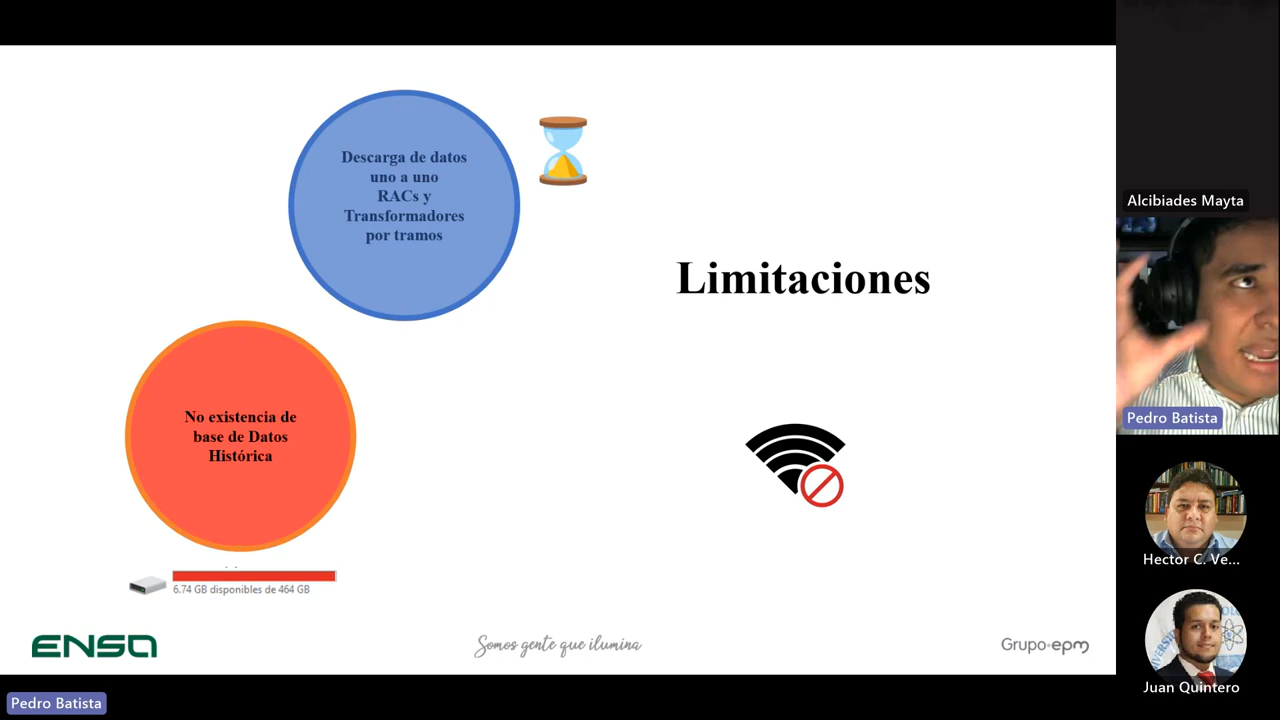 Descarga de datos
uno a uno
RACs y
Transformadores
por tramos
Limitaciones
No existencia de
base de Datos
Histórica
6.74 GB disponibles de 464 GB
ENSA
Somos gente que ilumina
Grupo·epm
Alcibiades Mayta
Pedro Batista
Hector C. Ve...
Juan Quintero
Pedro Batista